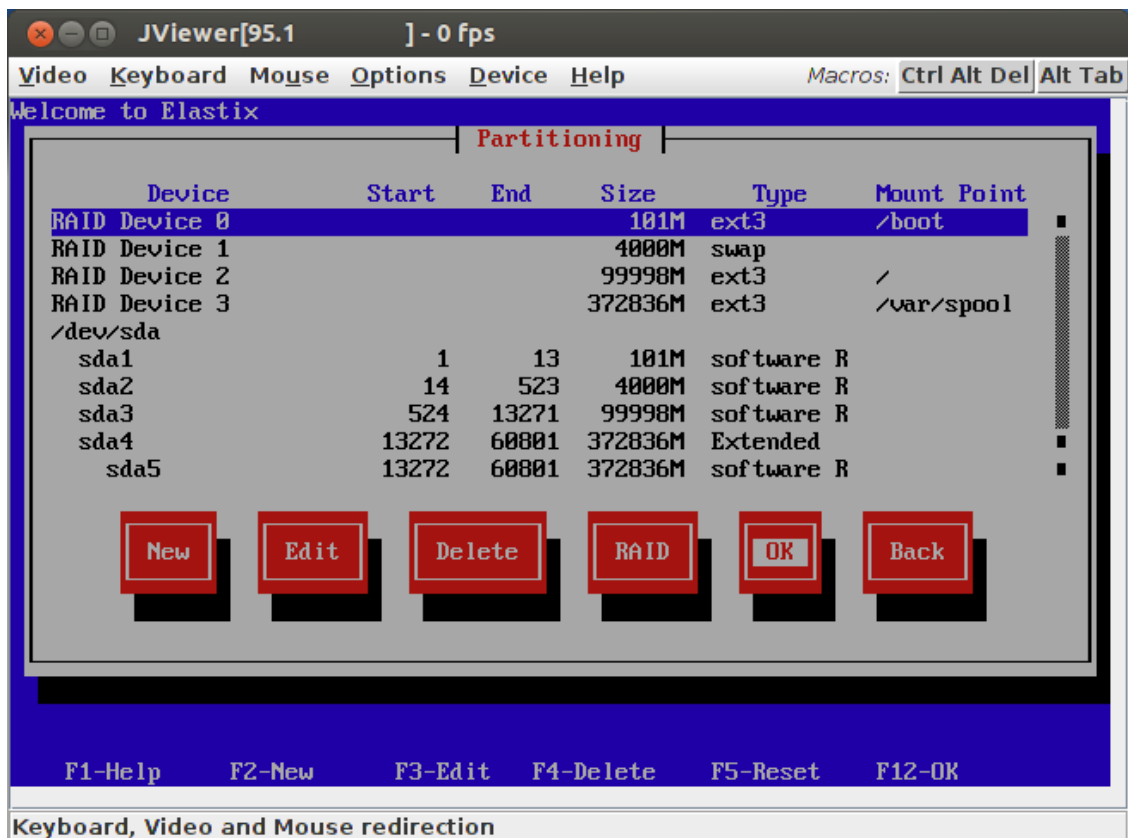 JViewer[95.1 ] - 0 fps
Video Keyboard Mouse Options Device Help Macros: Ctrl Alt Del Alt Tab
Welcome to Elastix
Partitioning
Device Start End Size Type Mount Point
RAID Device 0 101M ext3 /boot
RAID Device 1 4000M swap
RAID Device 2 99998M ext3 /
RAID Device 3 372836M ext3 /var/spool
/dev/sda
sda1 1 13 101M software R
sda2 14 523 4000M software R
sda3 524 13271 99998M software R
sda4 13272 60801 372836M Extended
sda5 13272 60801 372836M software R
New Edit Delete RAID OK Back
F1-Help F2-New F3-Edit F4-Delete F5-Reset F12-OK
Keyboard, Video and Mouse redirection